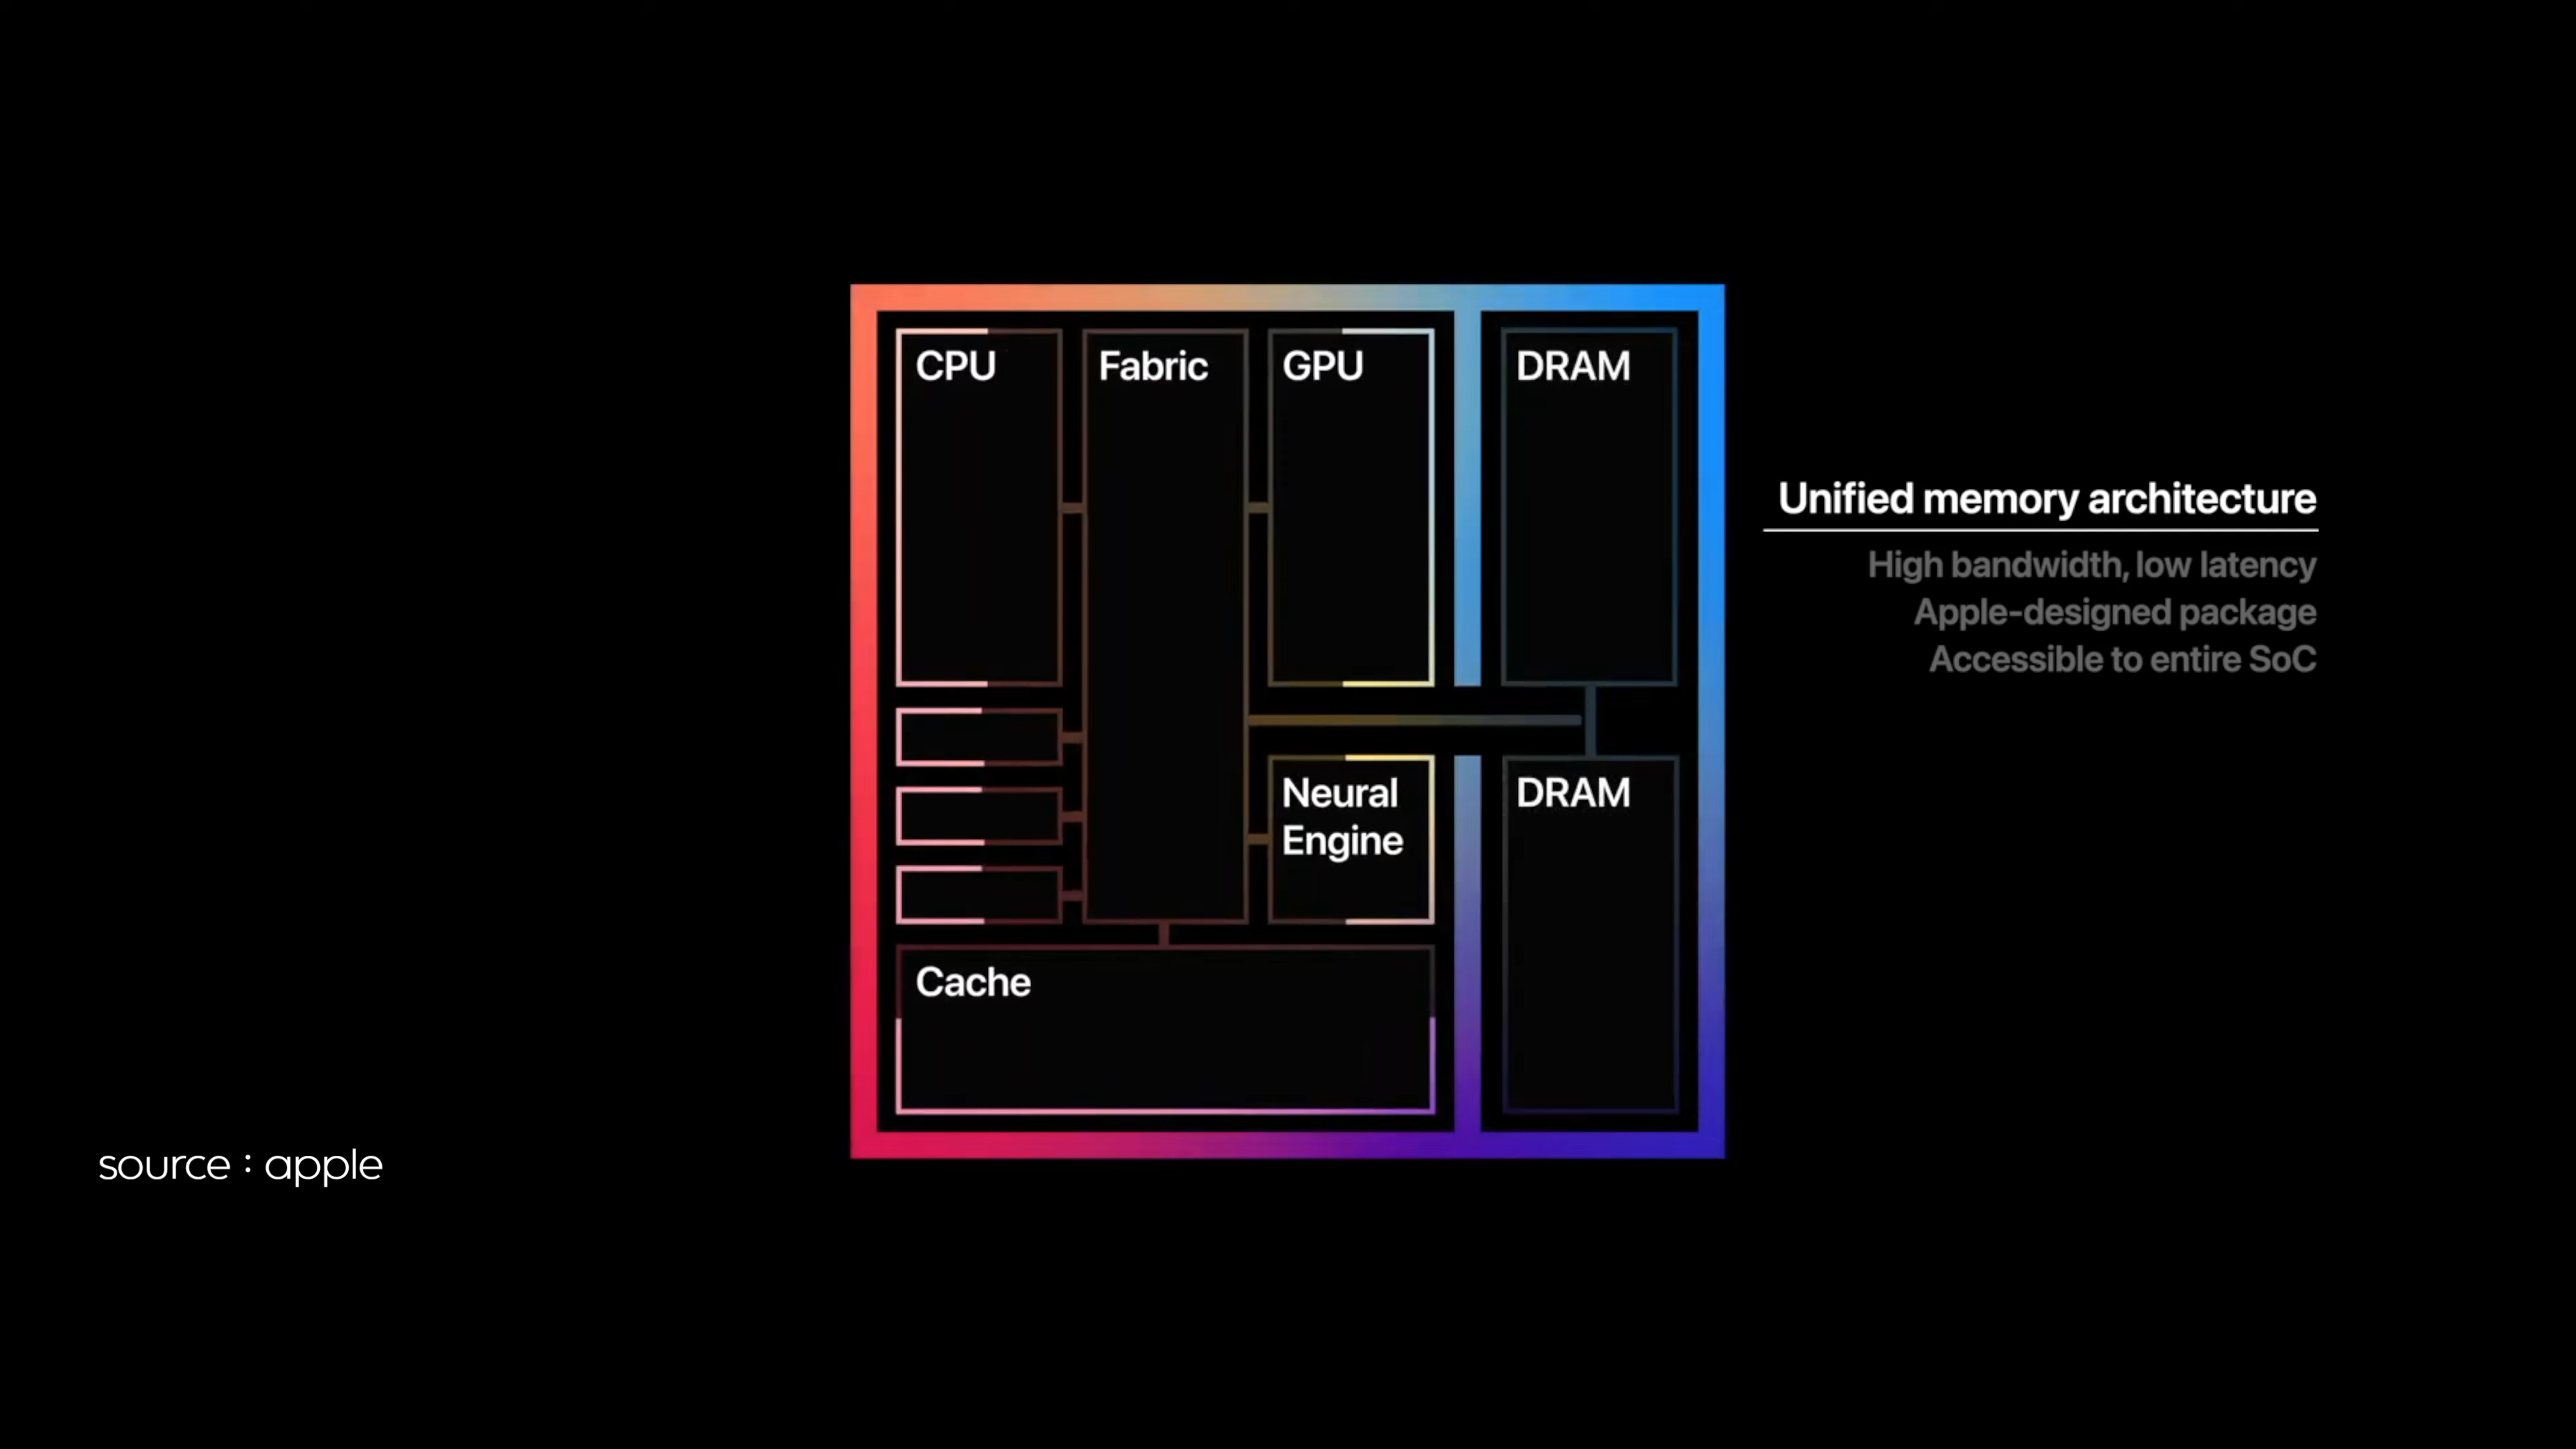 CPU
Fabric
GPU
DRAM
Unified memory architecture
High bandwidth, low latency
Apple-designed package
Accessible to entire SoC
Neural
Engine
DRAM
Cache
source : apple